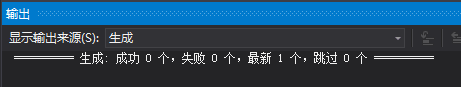 输出
显示输出来源(S): 生成
========== 生成: 成功 0 个，失败 0 个，最新 1 个，跳过 0 个 ==========